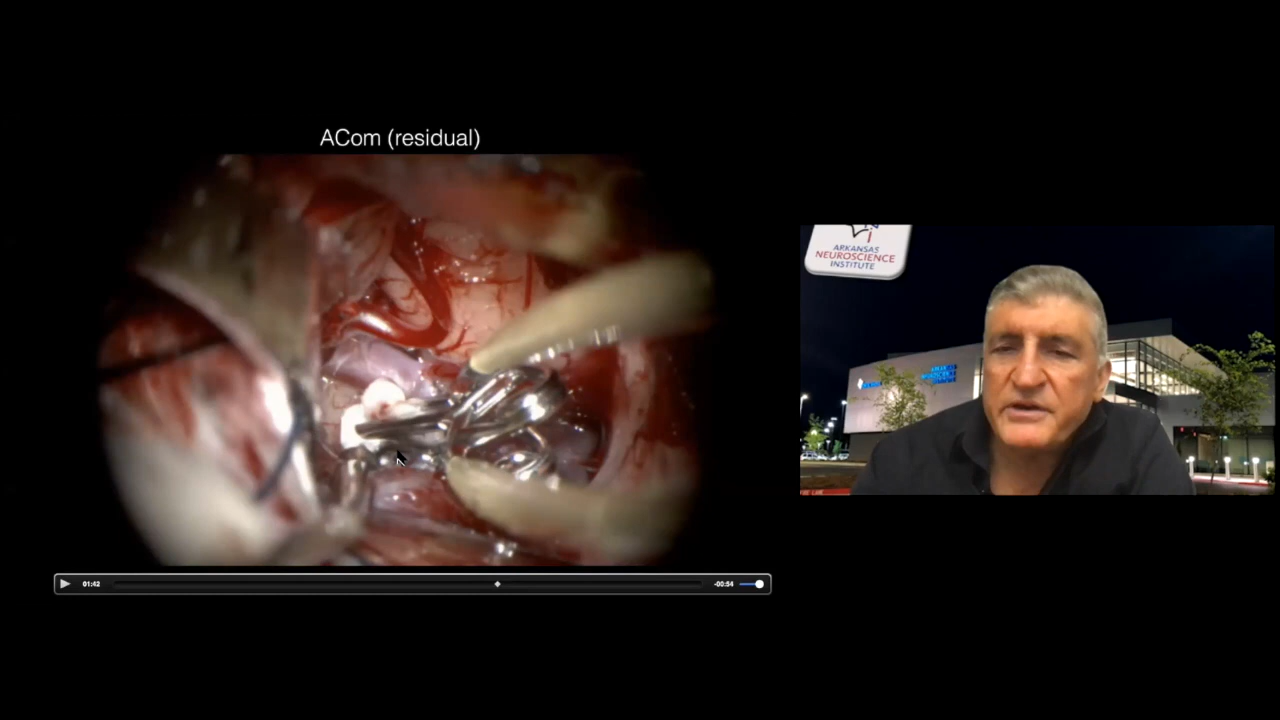 ACom (residual)
ARKANSAS
NEUROSCIENCE
INSTITUTE
01:42
-00:54